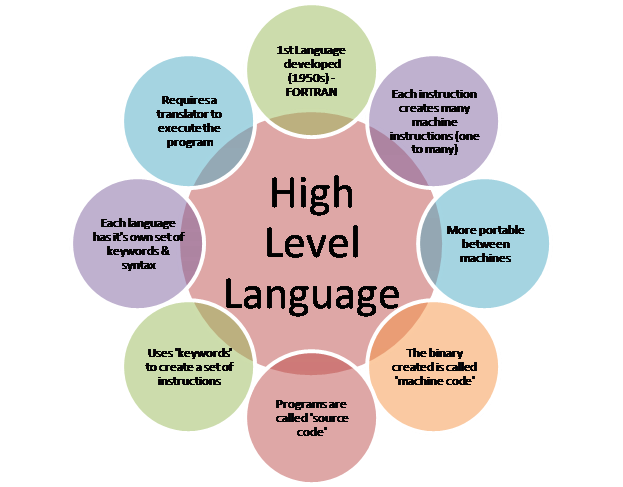 1st Language
developed
(1950s) -
FORTRAN
Each instruction
creates many
machine
instructions (one
to many)
More portable
between
machines
The binary
created is called
'machine code'
Programs are
called 'source
code'
Uses 'keywords'
to create a set of
instructions
Each language
has it's own set of
keywords &
syntax
Requires a
translator to
execute the
program
High
Level
Language